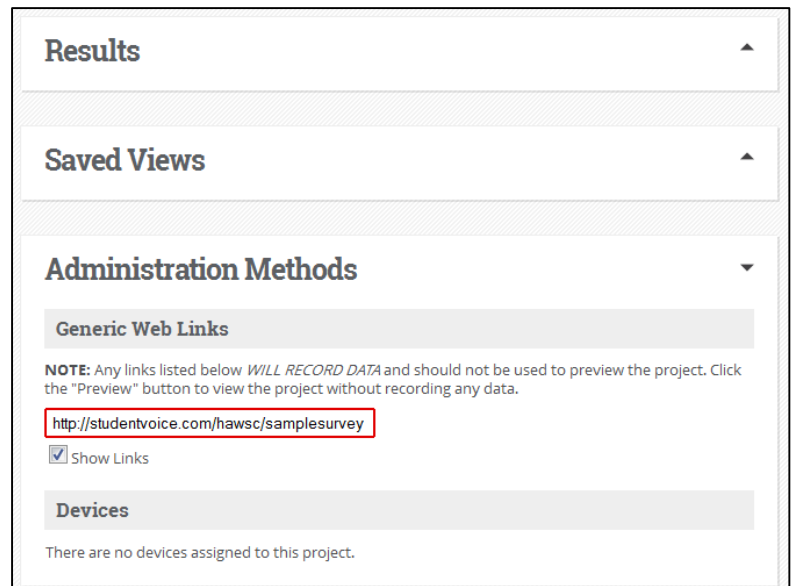 Results
Saved Views
Administration Methods
Generic Web Links
NOTE: Any links listed below WILL RECORD DATA and should not be used to preview the project. Click
the "Preview" button to view the project without recording any data.
http://studentvoice.com/hawsc/samplesurvey
Show Links
Devices
There are no devices assigned to this project.